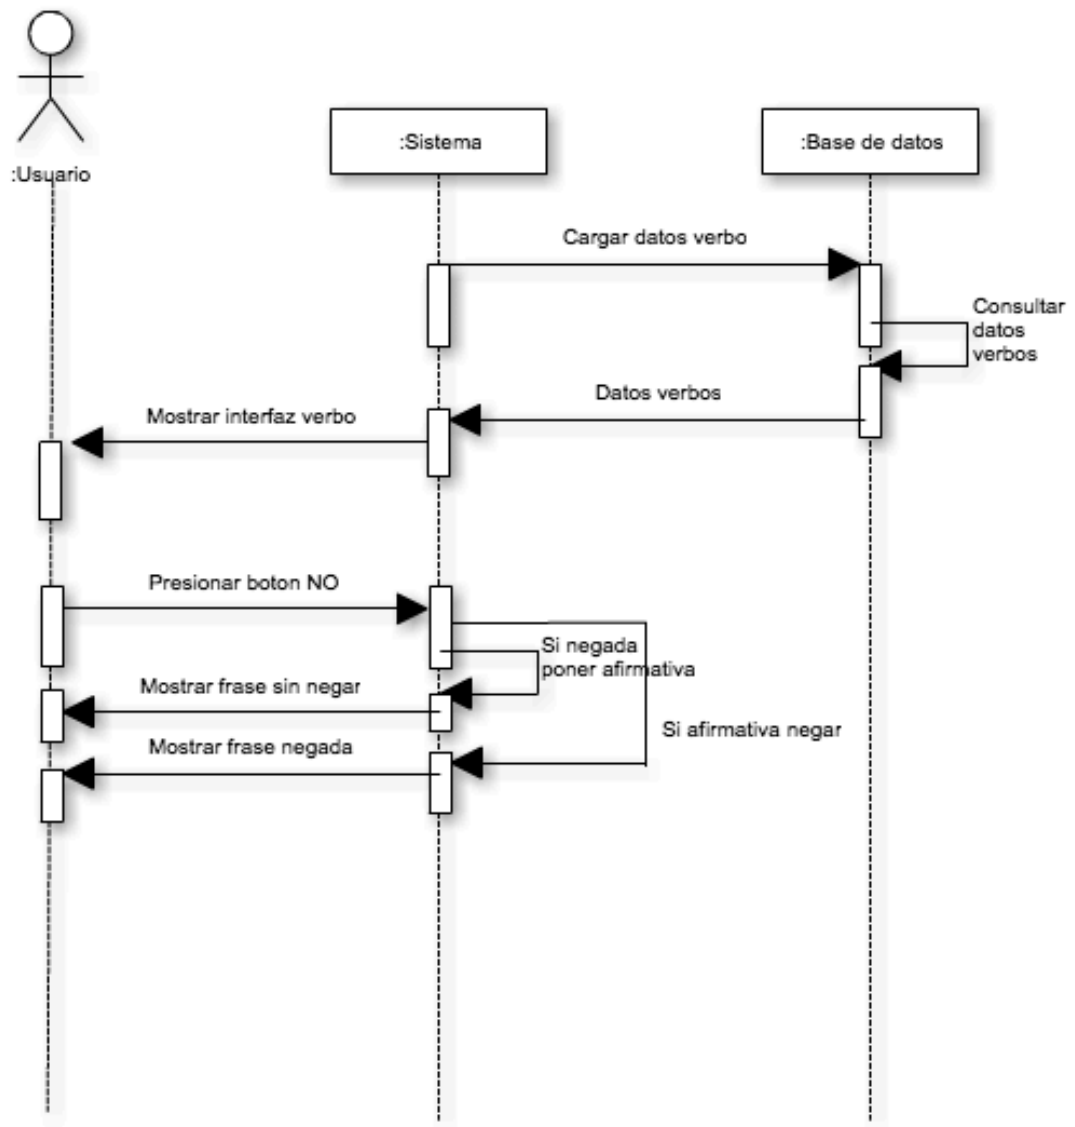 :Usuario
:Sistema
:Base de datos
Cargar datos verbo
Consultar
datos
verbos
Datos verbos
Mostrar interfaz verbo
Presionar boton NO
Si negada
poner afirmativa
Mostrar frase sin negar
Si afirmativa negar
Mostrar frase negada